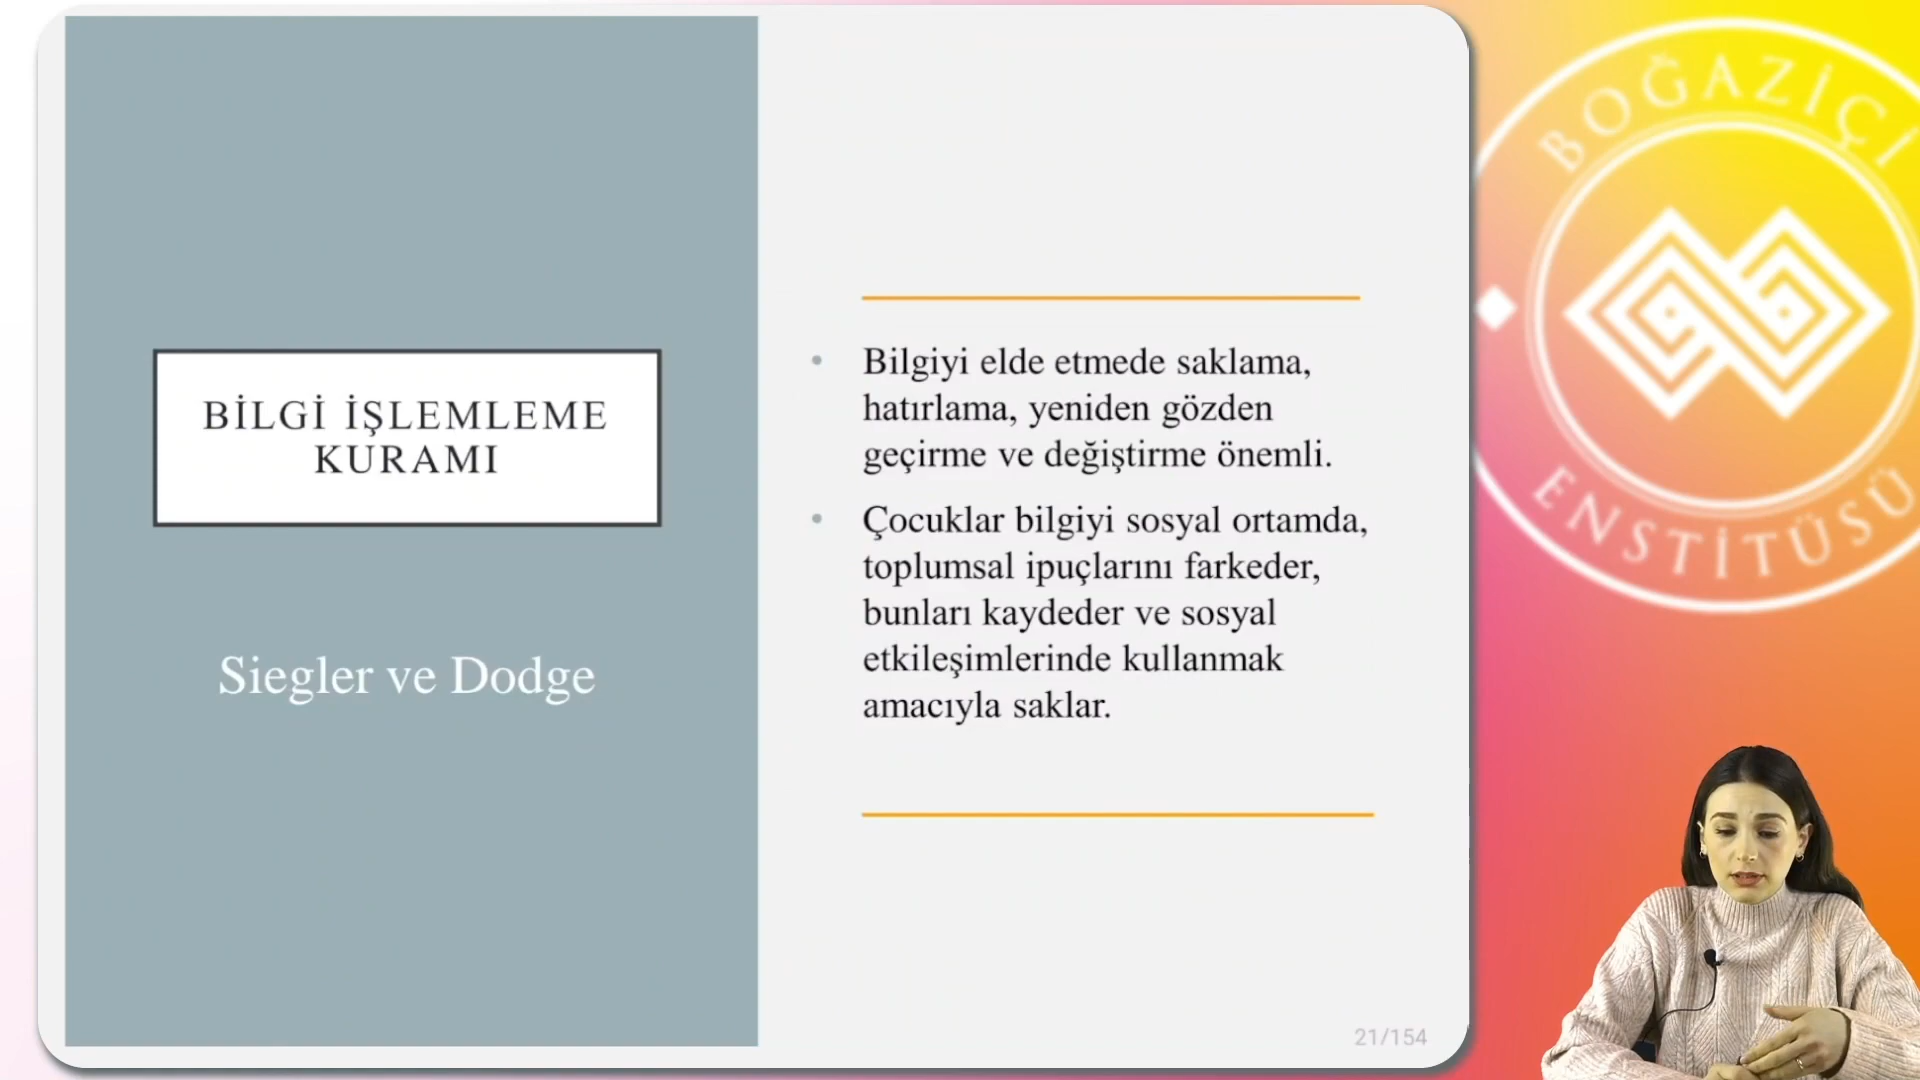 BİLGİ İŞLEMLEME
KURAMI
Siegler ve Dodge
• Bilgiyi elde etmede saklama,
hatırlama, yeniden gözden
geçirme ve değiştirme önemli.
• Çocuklar bilgiyi sosyal ortamda,
toplumsal ipuçlarını farkeder,
bunları kaydeder ve sosyal
etkileşimlerinde kullanmak
amacıyla saklar.
21/154
BOĞAZİÇİ
ENSTİTÜSÜ